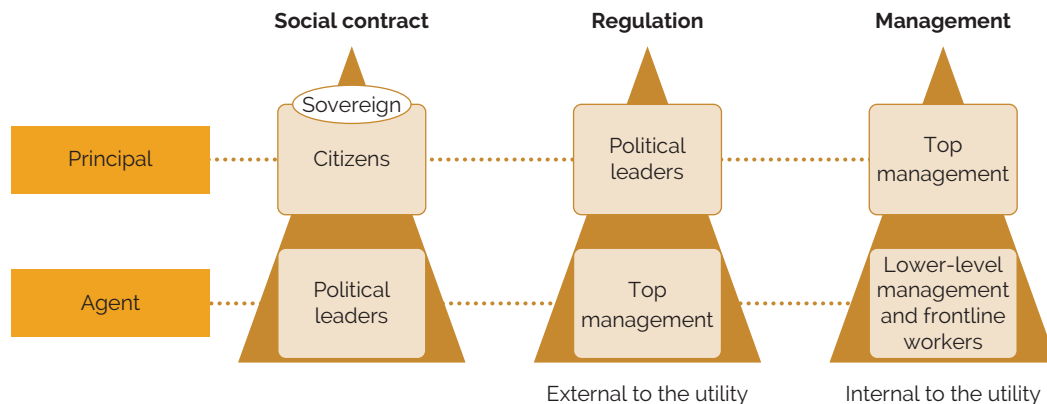 Social contract
Regulation
Management
Sovereign
Principal
Citizens
Political
leaders
Top
management
Agent
Political
leaders
Top
management
Lower-level
management
and frontline
workers
External to the utility
Internal to the utility